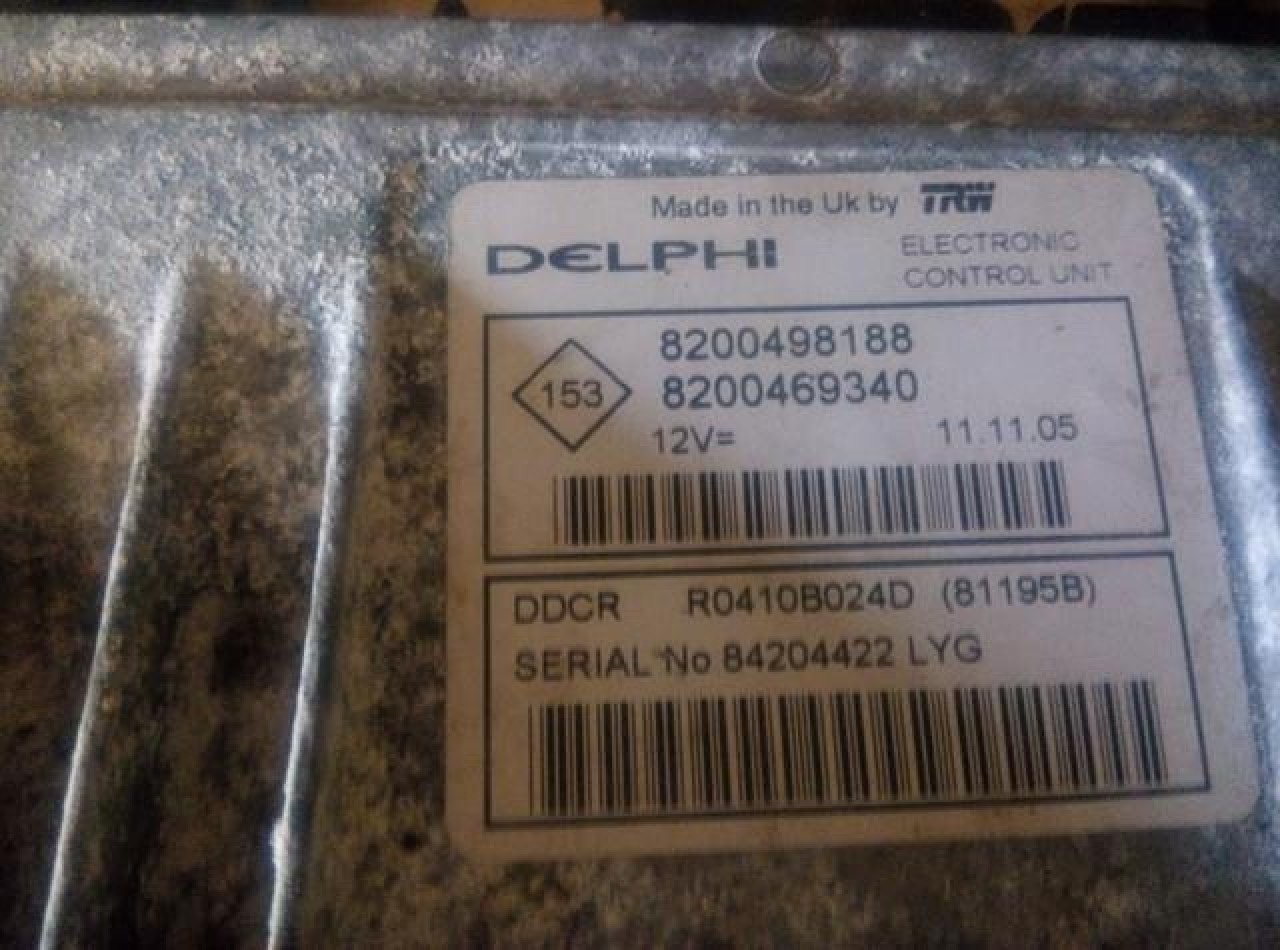 Made in the Uk by TRW
DELPHI
ELECTRONIC
CONTROL UNIT
153
8200498188
8200469340
12V=
11.11.05
DDCR R0410B024D (81195B)
SERIAL No 84204422 LYG